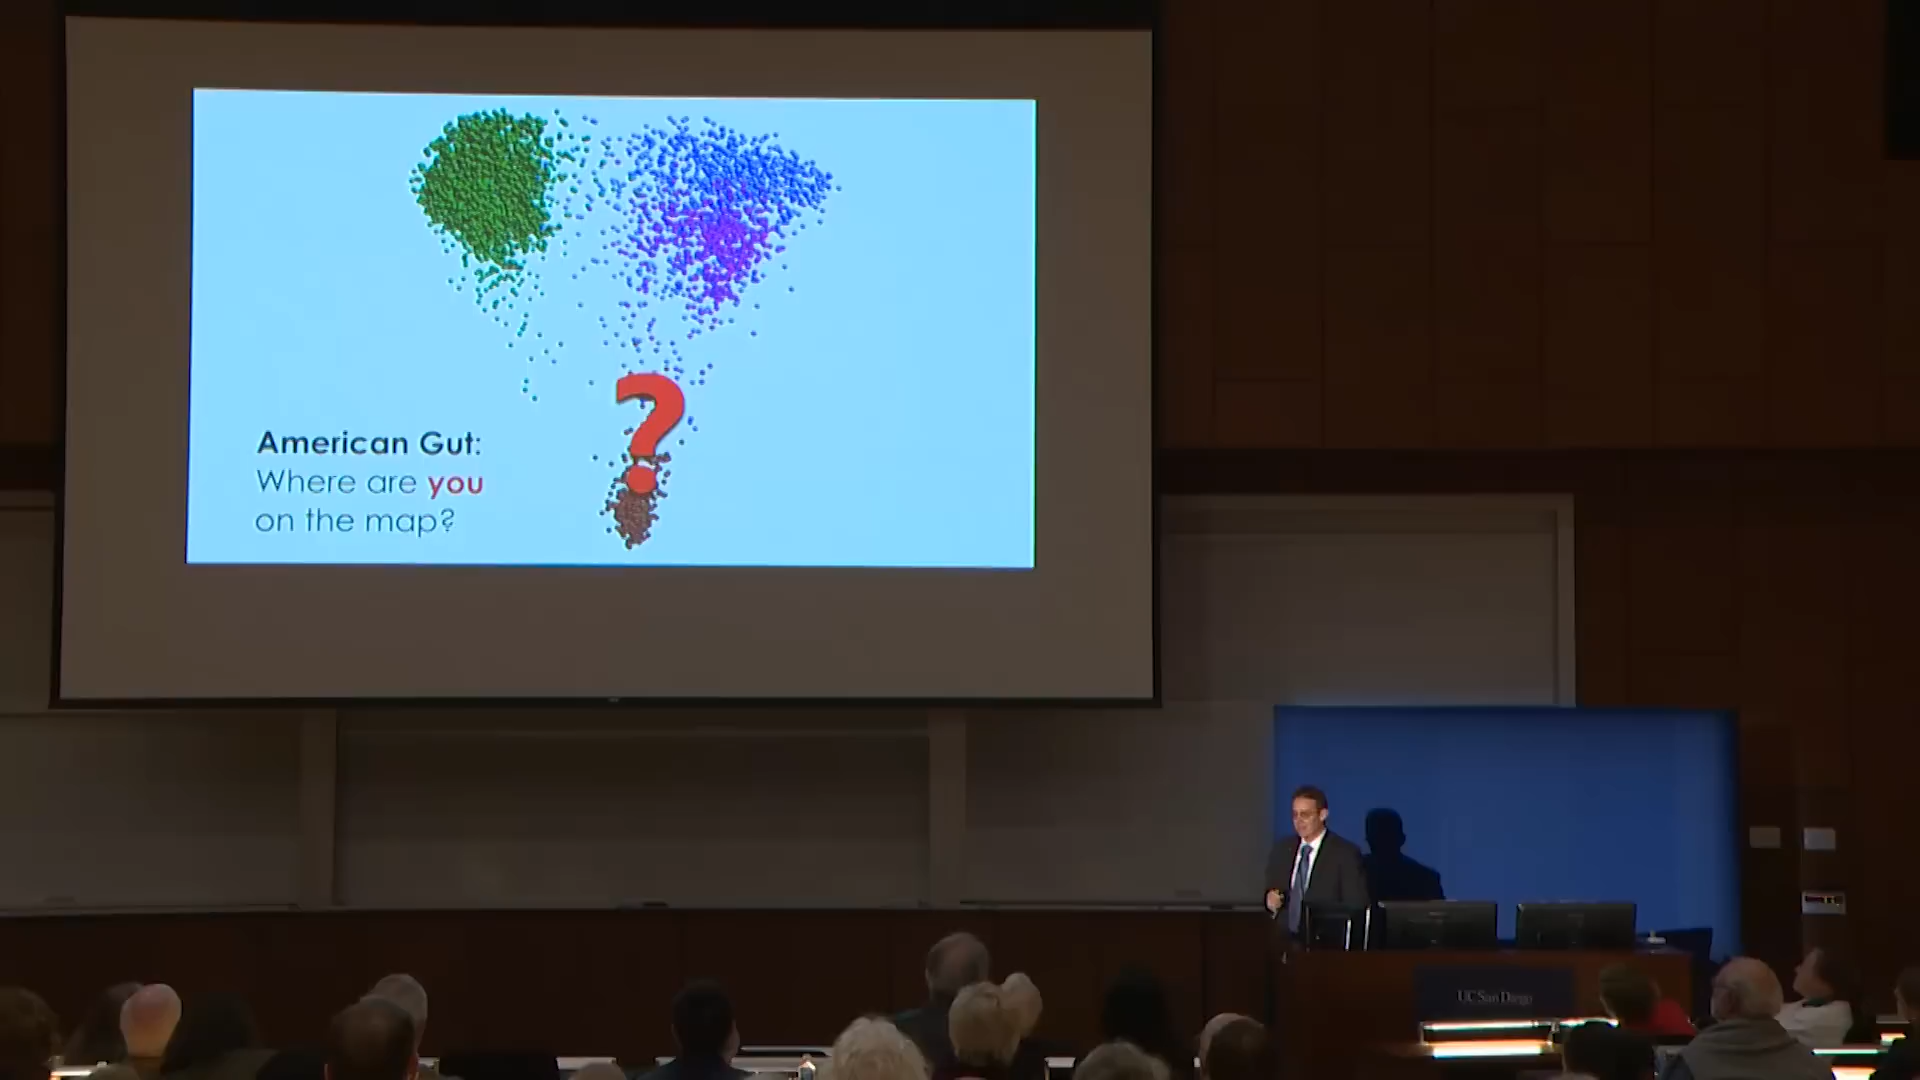 American Gut:
Where are you
on the map?
?
UC San Diego